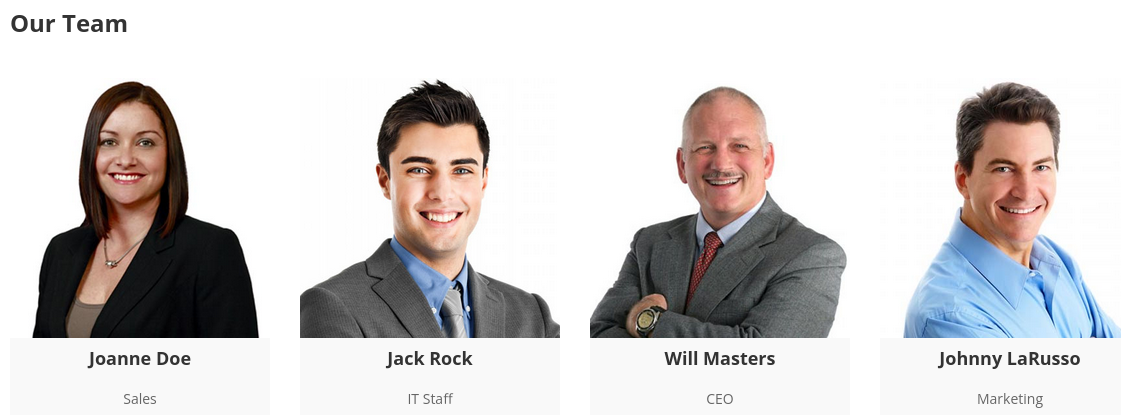 Our Team
Joanne Doe
Sales
Jack Rock
IT Staff
Will Masters
CEO
Johnny LaRusso
Marketing